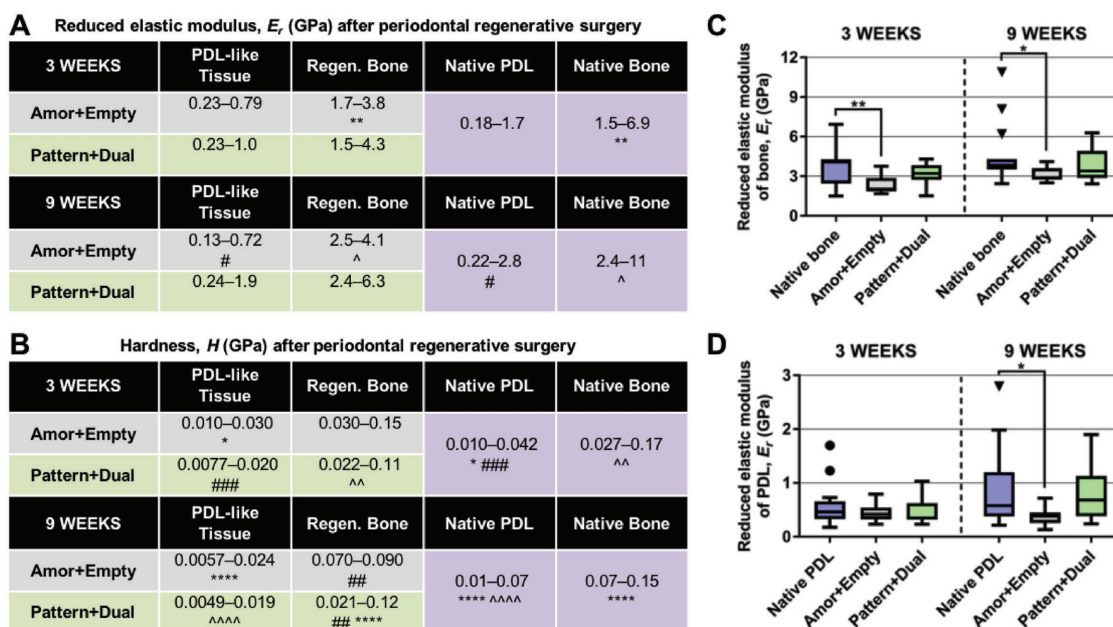 A
Reduced elastic modulus, Er (GPa) after periodontal regenerative surgery
3 WEEKS
PDL-like
Tissue
Regen. Bone
Native PDL
Native Bone
Amor+Empty
0.23–0.79
1.7–3.8
**
0.18–1.7
1.5–6.9
**
Pattern+Dual
0.23–1.0
1.5–4.3
9 WEEKS
PDL-like
Tissue
Regen. Bone
Native PDL
Native Bone
Amor+Empty
0.13–0.72
#
2.5–4.1
^
0.22–2.8
#
2.4–11
^
Pattern+Dual
0.24–1.9
2.4–6.3
B
Hardness, H (GPa) after periodontal regenerative surgery
3 WEEKS
PDL-like
Tissue
Regen. Bone
Native PDL
Native Bone
Amor+Empty
0.010–0.030
*
0.030–0.15
0.010–0.042
* ###
0.027–0.17
^^
Pattern+Dual
0.0077–0.020
###
0.022–0.11
^^
9 WEEKS
PDL-like
Tissue
Regen. Bone
Native PDL
Native Bone
Amor+Empty
0.0057–0.024
****
0.070–0.090
##
0.01–0.07
**** ^^^^
0.07–0.15
****
Pattern+Dual
0.0049–0.019
^^^^
0.021–0.12
## ****
C
3 WEEKS
9 WEEKS
Reduced elastic modulus
of bone, Er (GPa)
12
9
6
3
0
**
*
Native bone
Amor+Empty
Pattern+Dual
Native bone
Amor+Empty
Pattern+Dual
D
3 WEEKS
9 WEEKS
Reduced elastic modulus
of PDL, Er (GPa)
3
2
1
0
*
Native PDL
Amor+Empty
Pattern+Dual
Native PDL
Amor+Empty
Pattern+Dual